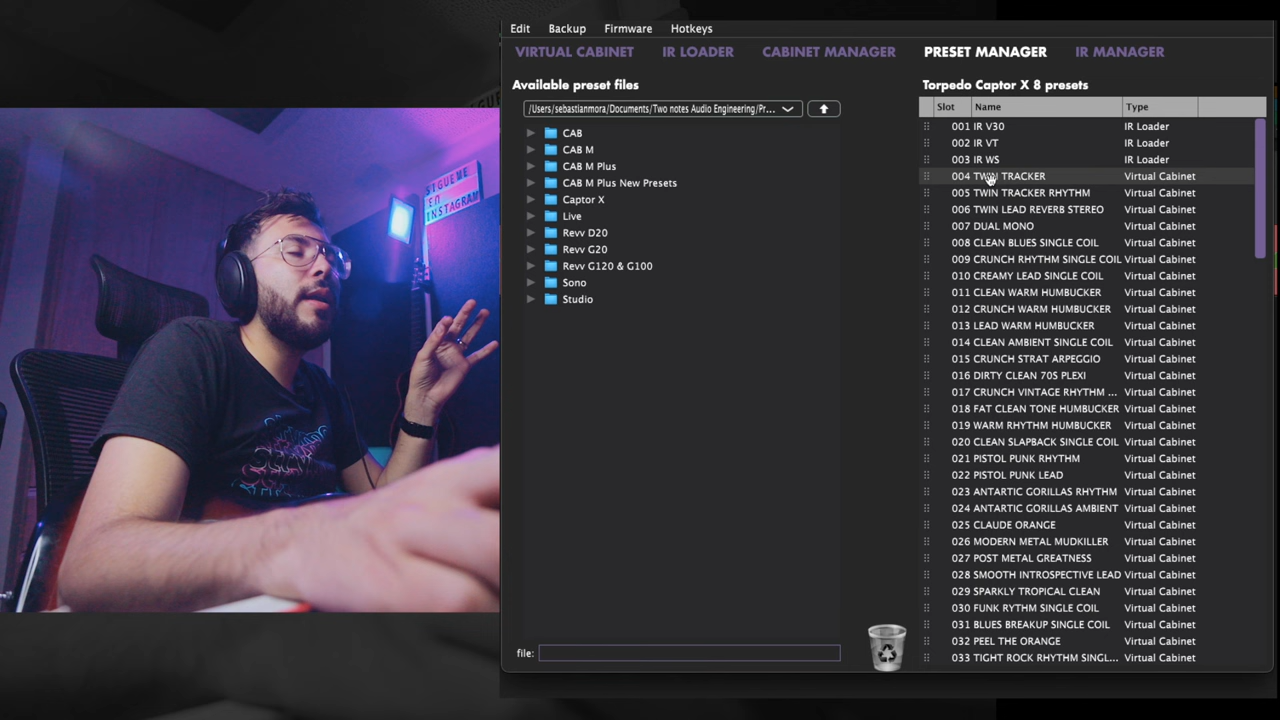 Edit Backup Firmware Hotkeys
VIRTUAL CABINET IR LOADER CABINET MANAGER PRESET MANAGER IR MANAGER
Available preset files
/Users/sebastianmora/Documents/Two notes Audio Engineering/Pr...
CAB
CAB M
CAB M Plus
CAB M Plus New Presets
Captor X
Live
Revv D20
Revv G20
Revv G120 & G100
Sono
Studio
file:
Torpedo Captor X 8 presets
Slot Name Type
001 IR V30 IR Loader
002 IR VT IR Loader
003 IR WS IR Loader
004 TWIN TRACKER Virtual Cabinet
005 TWIN TRACKER RHYTHM Virtual Cabinet
006 TWIN LEAD REVERB STEREO Virtual Cabinet
007 DUAL MONO Virtual Cabinet
008 CLEAN BLUES SINGLE COIL Virtual Cabinet
009 CRUNCH RHYTHM SINGLE COIL Virtual Cabinet
010 CREAMY LEAD SINGLE COIL Virtual Cabinet
011 CLEAN WARM HUMBUCKER Virtual Cabinet
012 CRUNCH WARM HUMBUCKER Virtual Cabinet
013 LEAD WARM HUMBUCKER Virtual Cabinet
014 CLEAN AMBIENT SINGLE COIL Virtual Cabinet
015 CRUNCH STRAT ARPEGGIO Virtual Cabinet
016 DIRTY CLEAN 70S PLEXI Virtual Cabinet
017 CRUNCH VINTAGE RHYTHM ... Virtual Cabinet
018 FAT CLEAN TONE HUMBUCKER Virtual Cabinet
019 WARM RHYTHM HUMBUCKER Virtual Cabinet
020 CLEAN SLAPBACK SINGLE COIL Virtual Cabinet
021 PISTOL PUNK RHYTHM Virtual Cabinet
022 PISTOL PUNK LEAD Virtual Cabinet
023 ANTARTIC GORILLAS RHYTHM Virtual Cabinet
024 ANTARTIC GORILLAS AMBIENT Virtual Cabinet
025 CLAUDE ORANGE Virtual Cabinet
026 MODERN METAL MUDKILLER Virtual Cabinet
027 POST METAL GREATNESS Virtual Cabinet
028 SMOOTH INTROSPECTIVE LEAD Virtual Cabinet
029 SPARKLY TROPICAL CLEAN Virtual Cabinet
030 FUNK RYTHM SINGLE COIL Virtual Cabinet
031 BLUES BREAKUP SINGLE COIL Virtual Cabinet
032 PEEL THE ORANGE Virtual Cabinet
033 TIGHT ROCK RHYTHM SINGL... Virtual Cabinet
SIGUEME
EN
INSTAGRAM